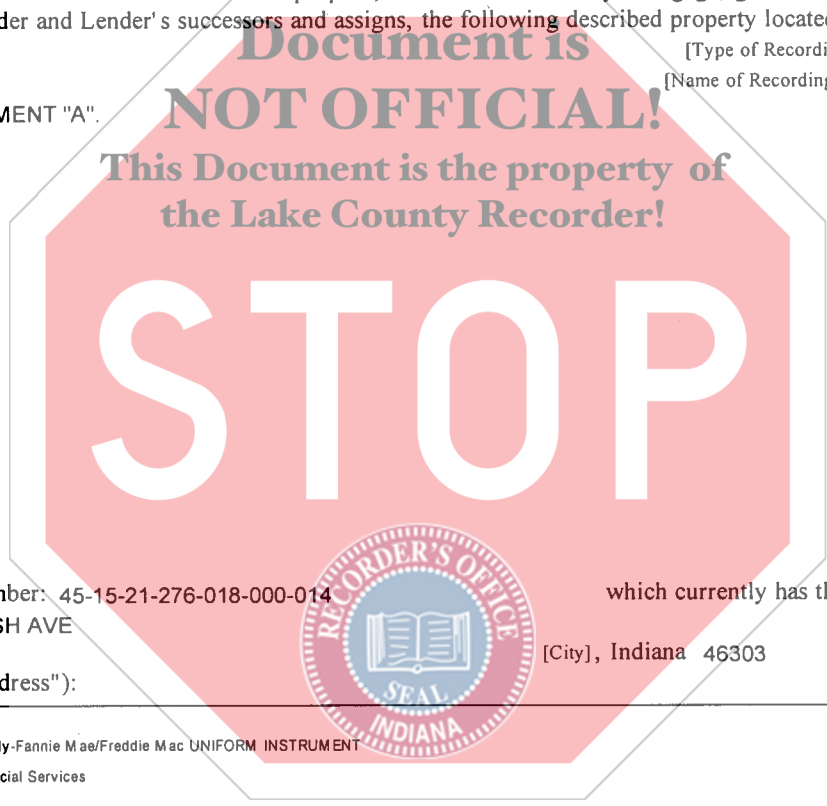 der and Lender's successors and assigns, the following described property located
Document is
[Type of Recordi
NOT OFFICIAL!
[Name of Recording
MENT "A".
This Document is the property of
the Lake County Recorder!
STOP
RECORDER'S OFFICE
SEAL
INDIANA
nber: 45-15-21-276-018-000-014 which currently has th
SH AVE
[City], Indiana 46303
dress"):
ly-Fannie Mae/Freddie Mac UNIFORM INSTRUMENT
cial Services